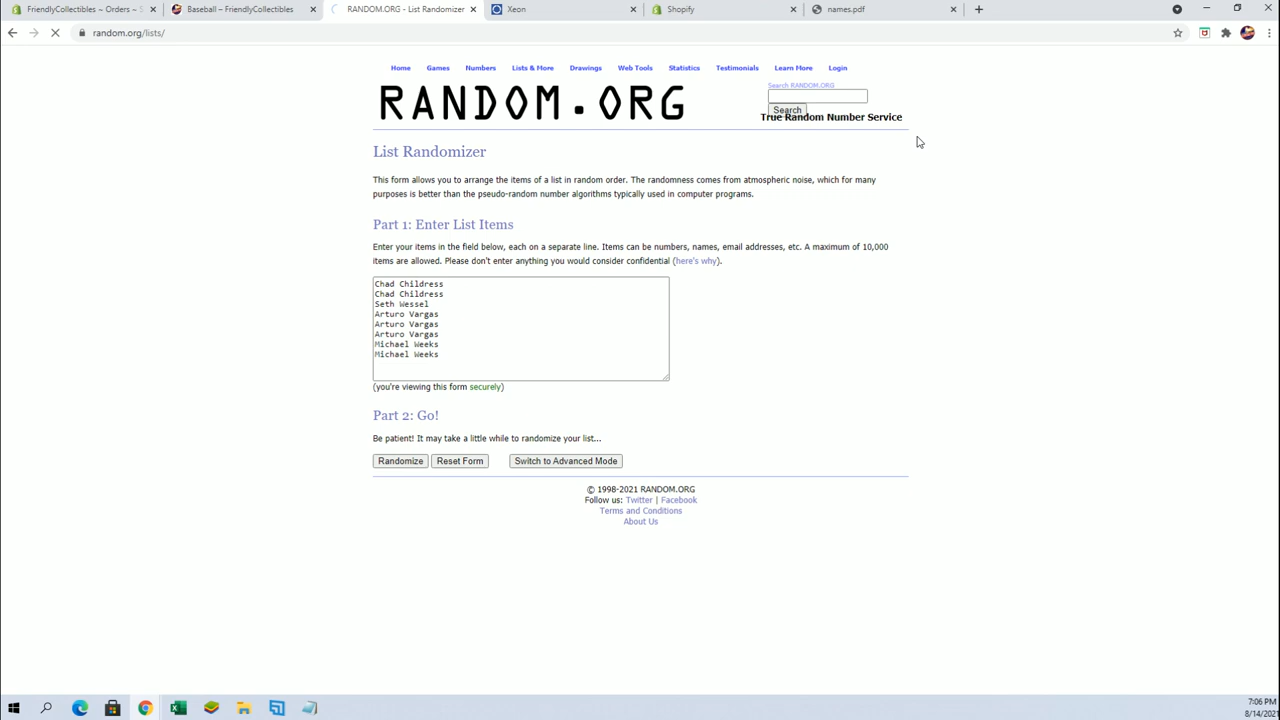 FriendlyCollectibles ~ Orders ~ S
Baseball – FriendlyCollectibles
RANDOM.ORG - List Randomizer
Xeon
Shopify
names.pdf
random.org/lists/
Home Games Numbers Lists & More Drawings Web Tools Statistics Testimonials Learn More Login
Search RANDOM.ORG
RANDOM.ORG
Search
True Random Number Service
List Randomizer
This form allows you to arrange the items of a list in random order. The randomness comes from atmospheric noise, which for many
purposes is better than the pseudo-random number algorithms typically used in computer programs.
Part 1: Enter List Items
Enter your items in the field below, each on a separate line. Items can be numbers, names, email addresses, etc. A maximum of 10,000
items are allowed. Please don't enter anything you would consider confidential (here's why).
Chad Childress
Chad Childress
Seth Wessel
Arturo Vargas
Arturo Vargas
Arturo Vargas
Michael Weeks
Michael Weeks
(you're viewing this form securely)
Part 2: Go!
Be patient! It may take a little while to randomize your list...
Randomize Reset Form Switch to Advanced Mode
© 1998-2021 RANDOM.ORG
Follow us: Twitter | Facebook
Terms and Conditions
About Us
7:06 PM
8/14/2021